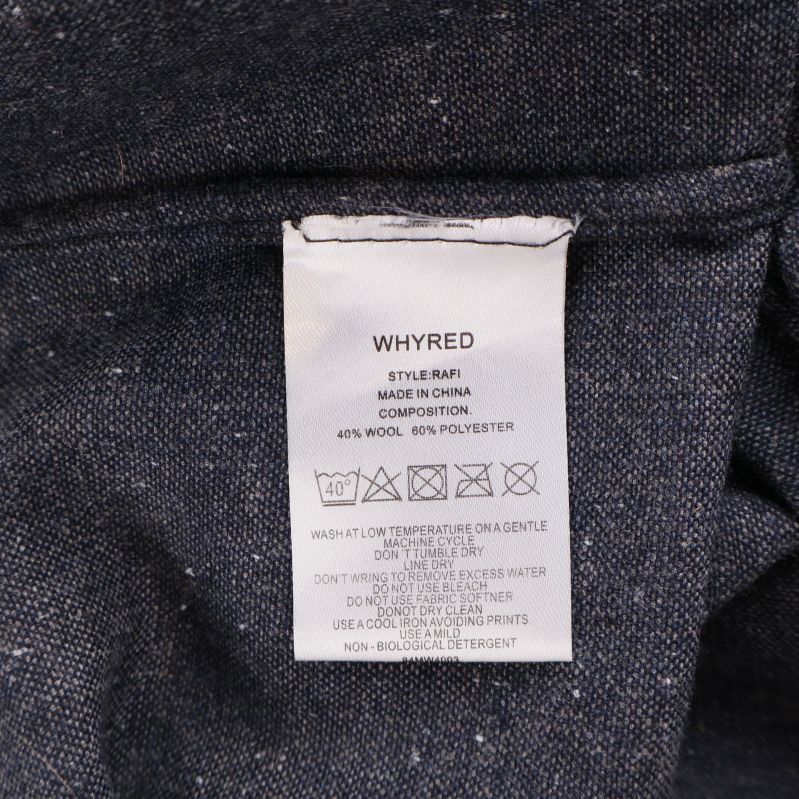 WHYRED
STYLE:RAFI
MADE IN CHINA
COMPOSITION.
40% WOOL 60% POLYESTER
40°
WASH AT LOW TEMPERATURE ON A GENTLE
MACHINE CYCLE
DON'T TUMBLE DRY
LINE DRY
DON'T WRING TO REMOVE EXCESS WATER
DO NOT USE BLEACH
DO NOT USE FABRIC SOFTNER
DONOT DRY CLEAN
USE A COOL IRON AVOIDING PRINTS
USE A MILD
NON - BIOLOGICAL DETERGENT